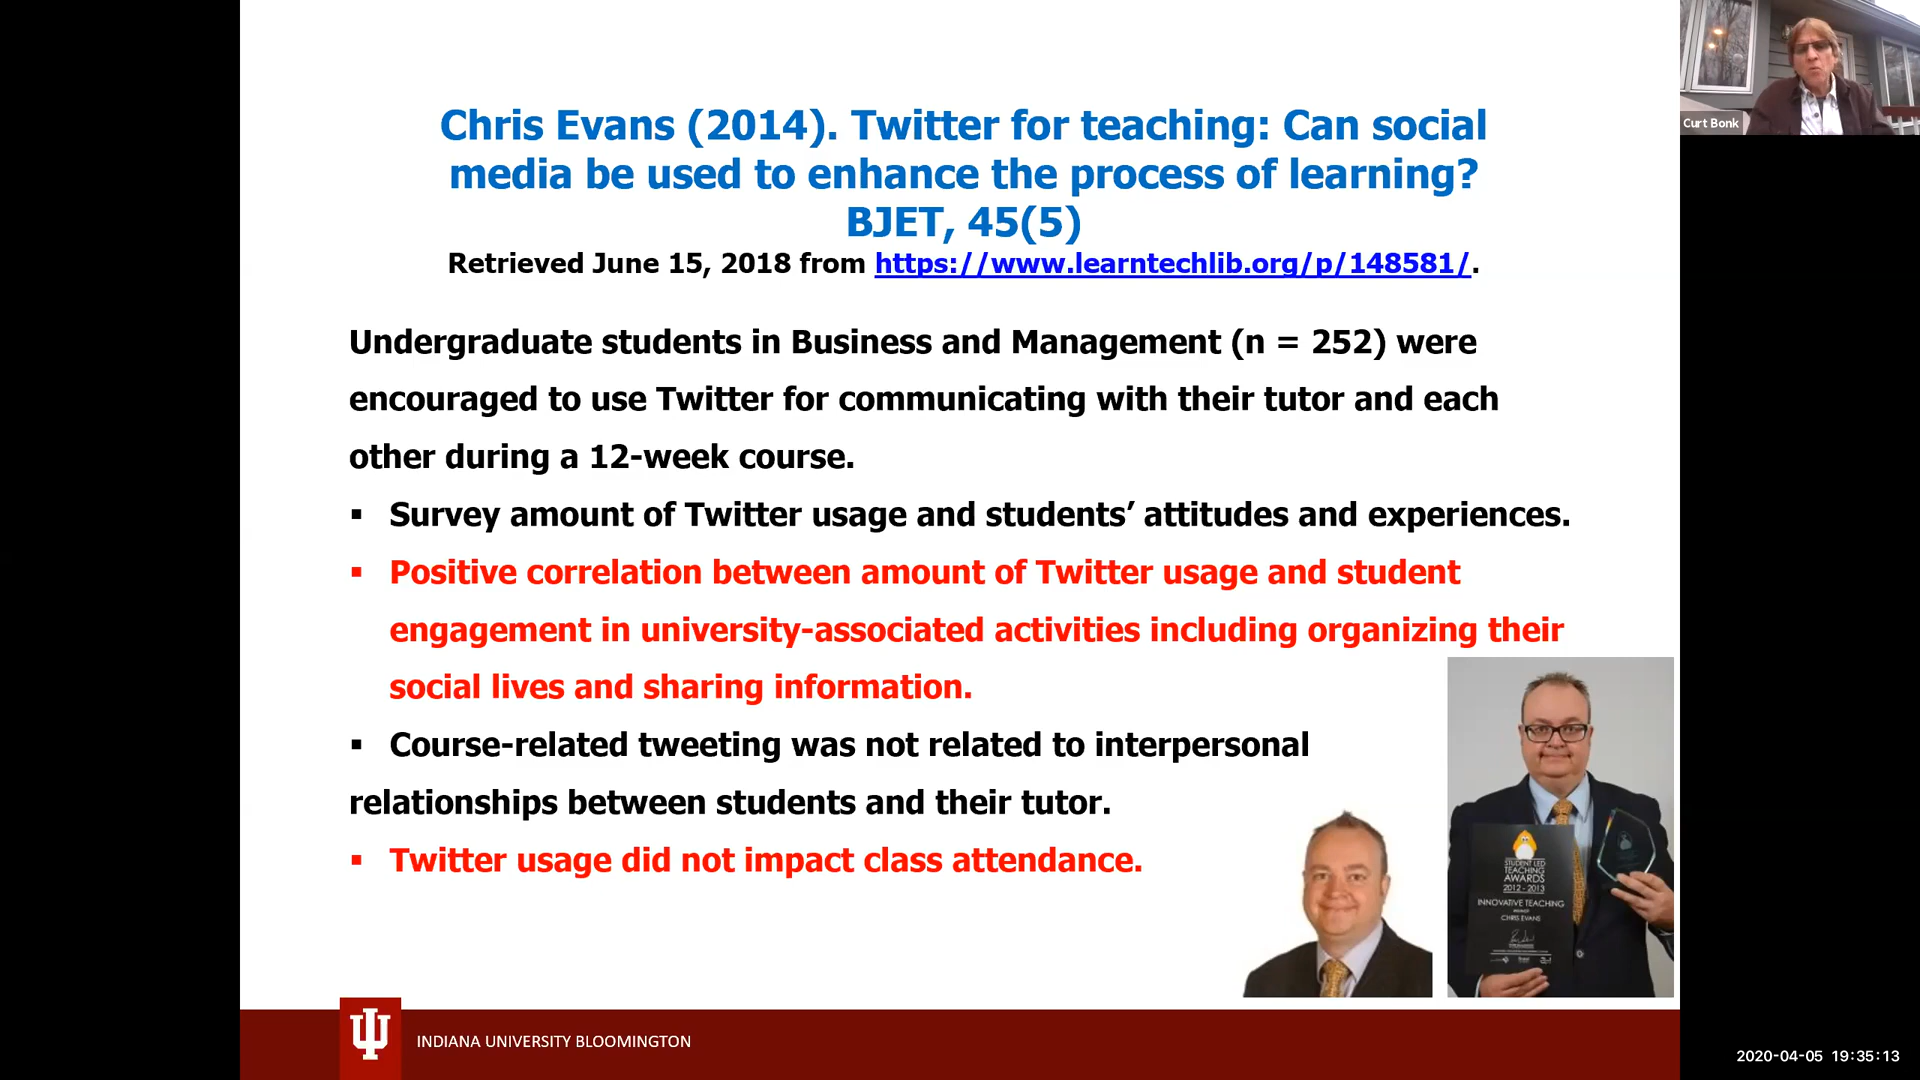 Curt Bonk
Chris Evans (2014). Twitter for teaching: Can social
media be used to enhance the process of learning?
BJET, 45(5)
Retrieved June 15, 2018 from https://www.learntechlib.org/p/148581/.
Undergraduate students in Business and Management (n = 252) were
encouraged to use Twitter for communicating with their tutor and each
other during a 12-week course.
▪ Survey amount of Twitter usage and students’ attitudes and experiences.
▪ Positive correlation between amount of Twitter usage and student
engagement in university-associated activities including organizing their
social lives and sharing information.
▪ Course-related tweeting was not related to interpersonal
relationships between students and their tutor.
▪ Twitter usage did not impact class attendance.
STUDENT LED
TEACHING
AWARDS
2012 - 2013
INNOVATIVE TEACHING
CHRIS EVANS
INDIANA UNIVERSITY BLOOMINGTON
2020-04-05 19:35:13